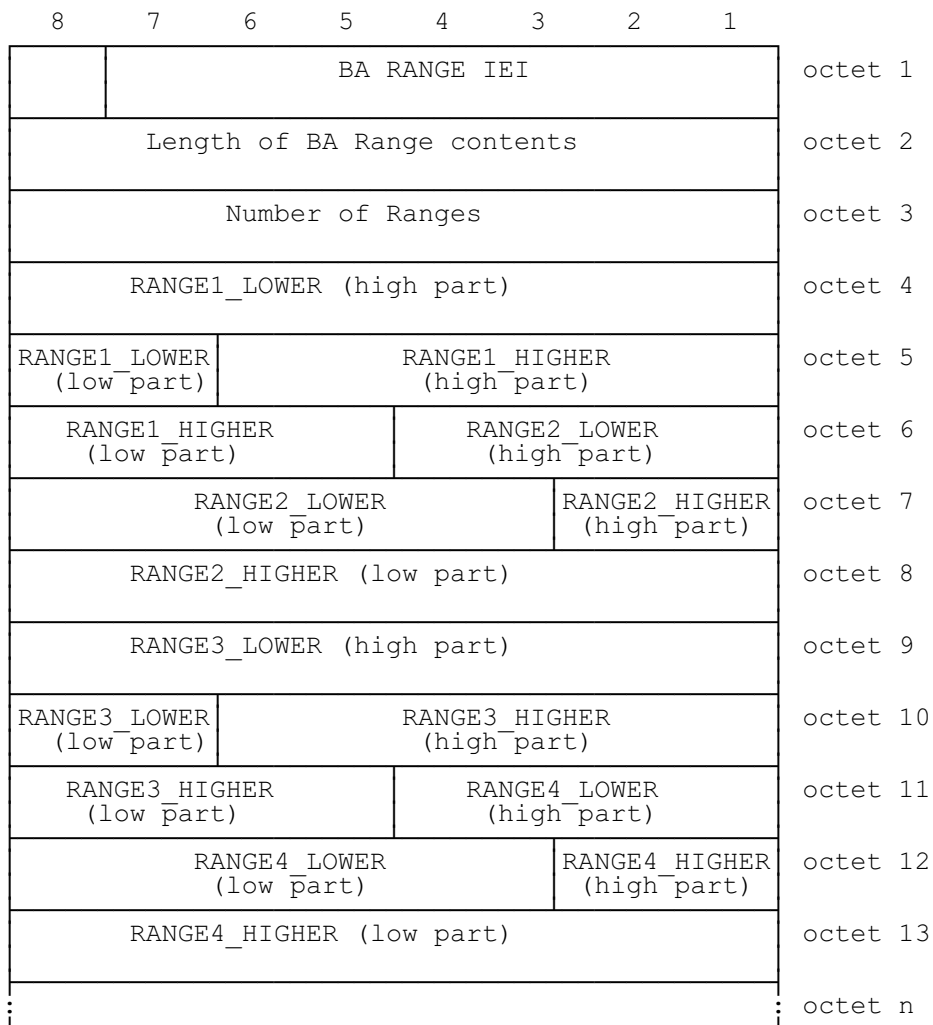 8 7 6 5 4 3 2 1
BA RANGE IEI octet 1
Length of BA Range contents octet 2
Number of Ranges octet 3
RANGE1_LOWER (high part) octet 4
RANGE1_LOWER RANGE1_HIGHER octet 5
(low part) (high part)
RANGE1_HIGHER RANGE2_LOWER octet 6
(low part) (high part)
RANGE2_LOWER RANGE2_HIGHER octet 7
(low part) (high part)
RANGE2_HIGHER (low part) octet 8
RANGE3_LOWER (high part) octet 9
RANGE3_LOWER RANGE3_HIGHER octet 10
(low part) (high part)
RANGE3_HIGHER RANGE4_LOWER octet 11
(low part) (high part)
RANGE4_LOWER RANGE4_HIGHER octet 12
(low part) (high part)
RANGE4_HIGHER (low part) octet 13
octet n